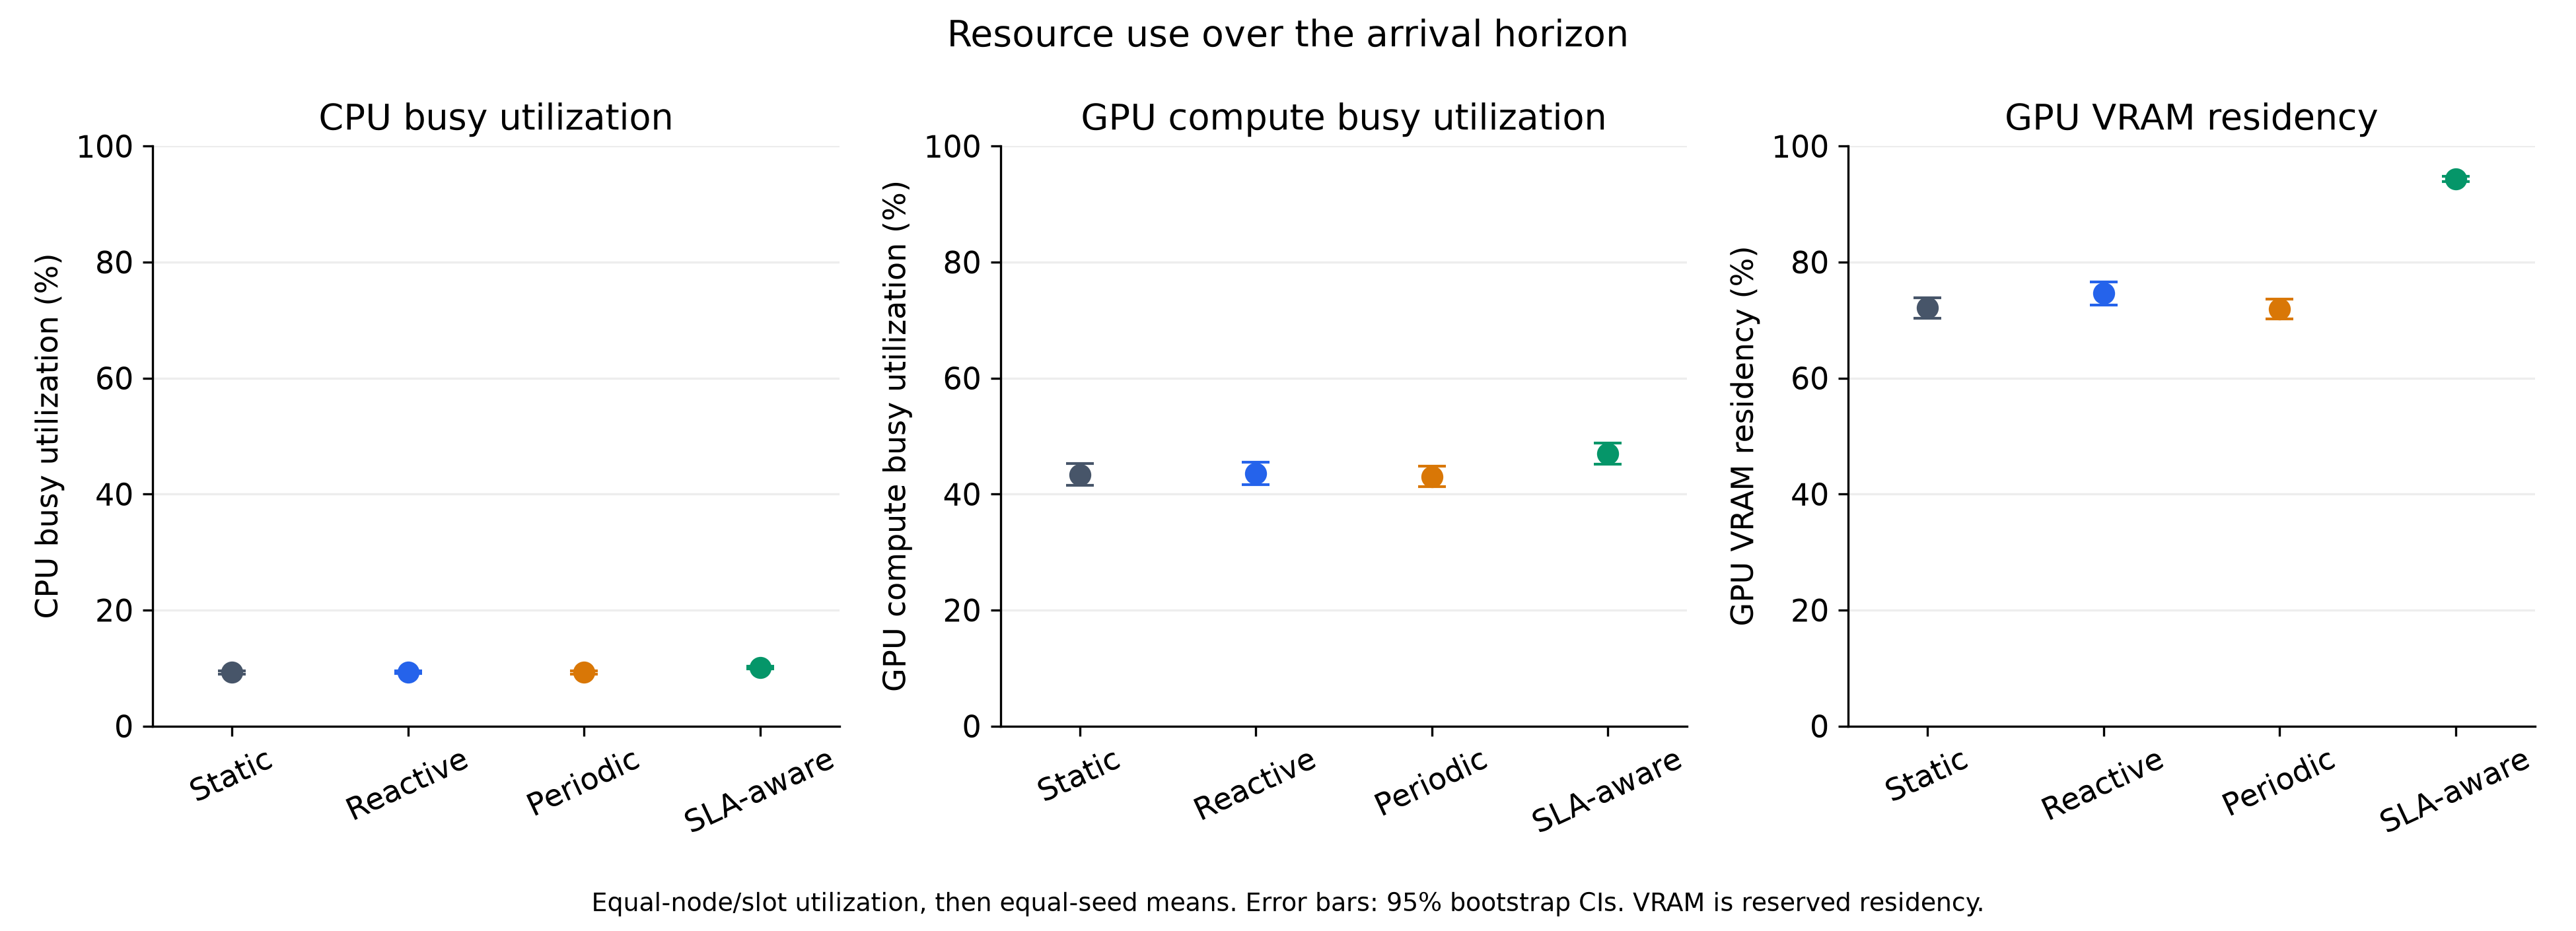 Resource use over the arrival horizon
CPU busy utilization
CPU busy utilization (%)
100
80
60
40
20
0
Static
Reactive
Periodic
SLA-aware
GPU compute busy utilization
GPU compute busy utilization (%)
100
80
60
40
20
0
Static
Reactive
Periodic
SLA-aware
GPU VRAM residency
GPU VRAM residency (%)
100
80
60
40
20
0
Static
Reactive
Periodic
SLA-aware
Equal-node/slot utilization, then equal-seed means. Error bars: 95% bootstrap CIs. VRAM is reserved residency.